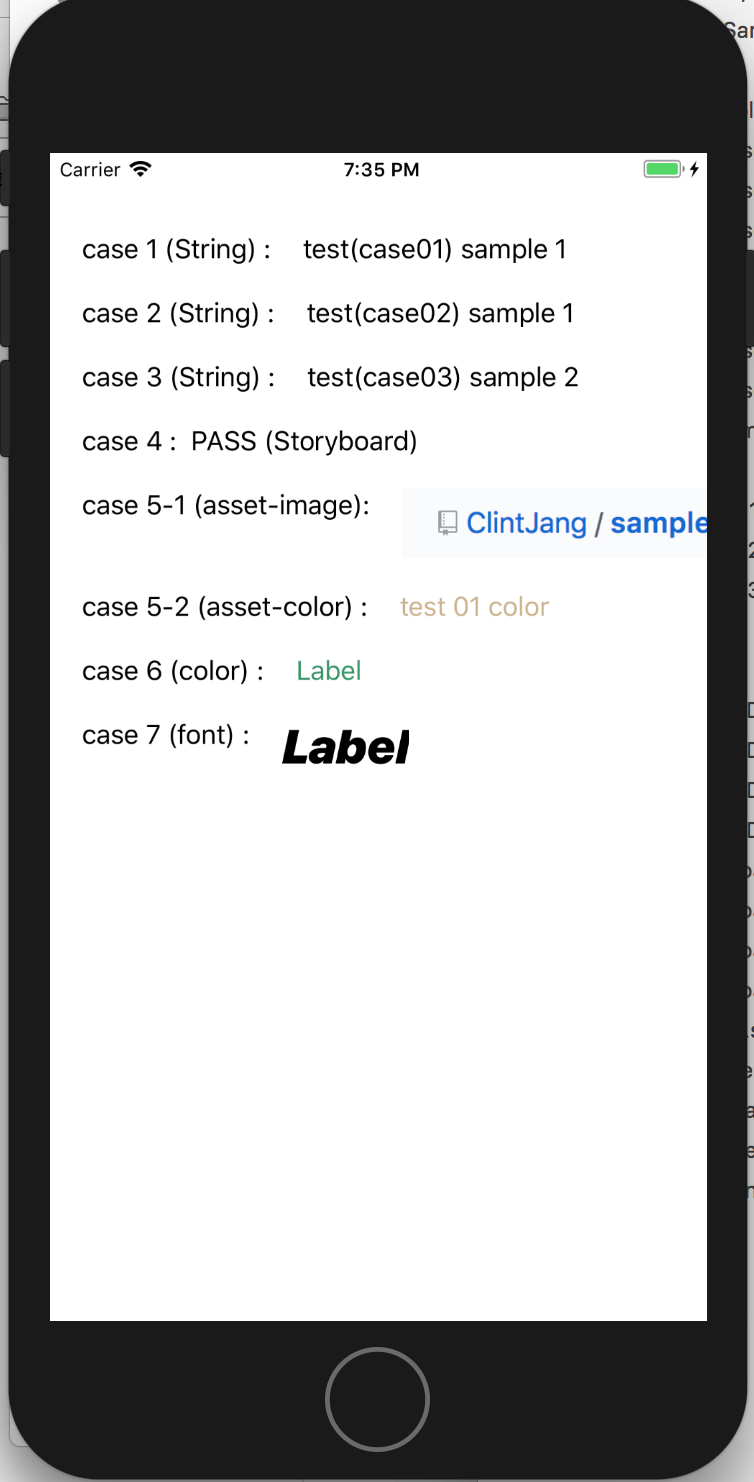 Carrier 7:35 PM
case 1 (String) : test(case01) sample 1
case 2 (String) : test(case02) sample 1
case 3 (String) : test(case03) sample 2
case 4 : PASS (Storyboard)
case 5-1 (asset-image): ClintJang / sample
case 5-2 (asset-color) : test 01 color
case 6 (color) : Label
case 7 (font) : Label